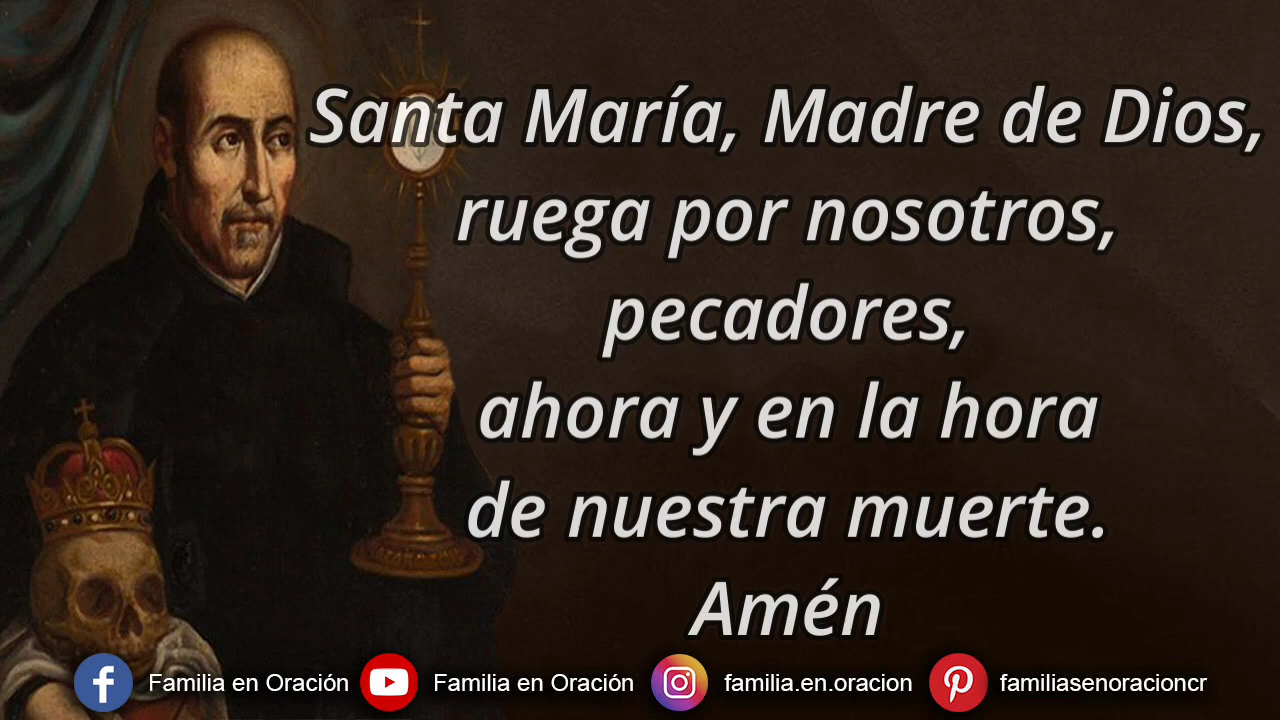 Santa María, Madre de Dios,
ruega por nosotros,
pecadores,
ahora y en la hora
de nuestra muerte.
Amén
Familia en Oración
Familia en Oración
familia.en.oracion
familiasenoracioncr